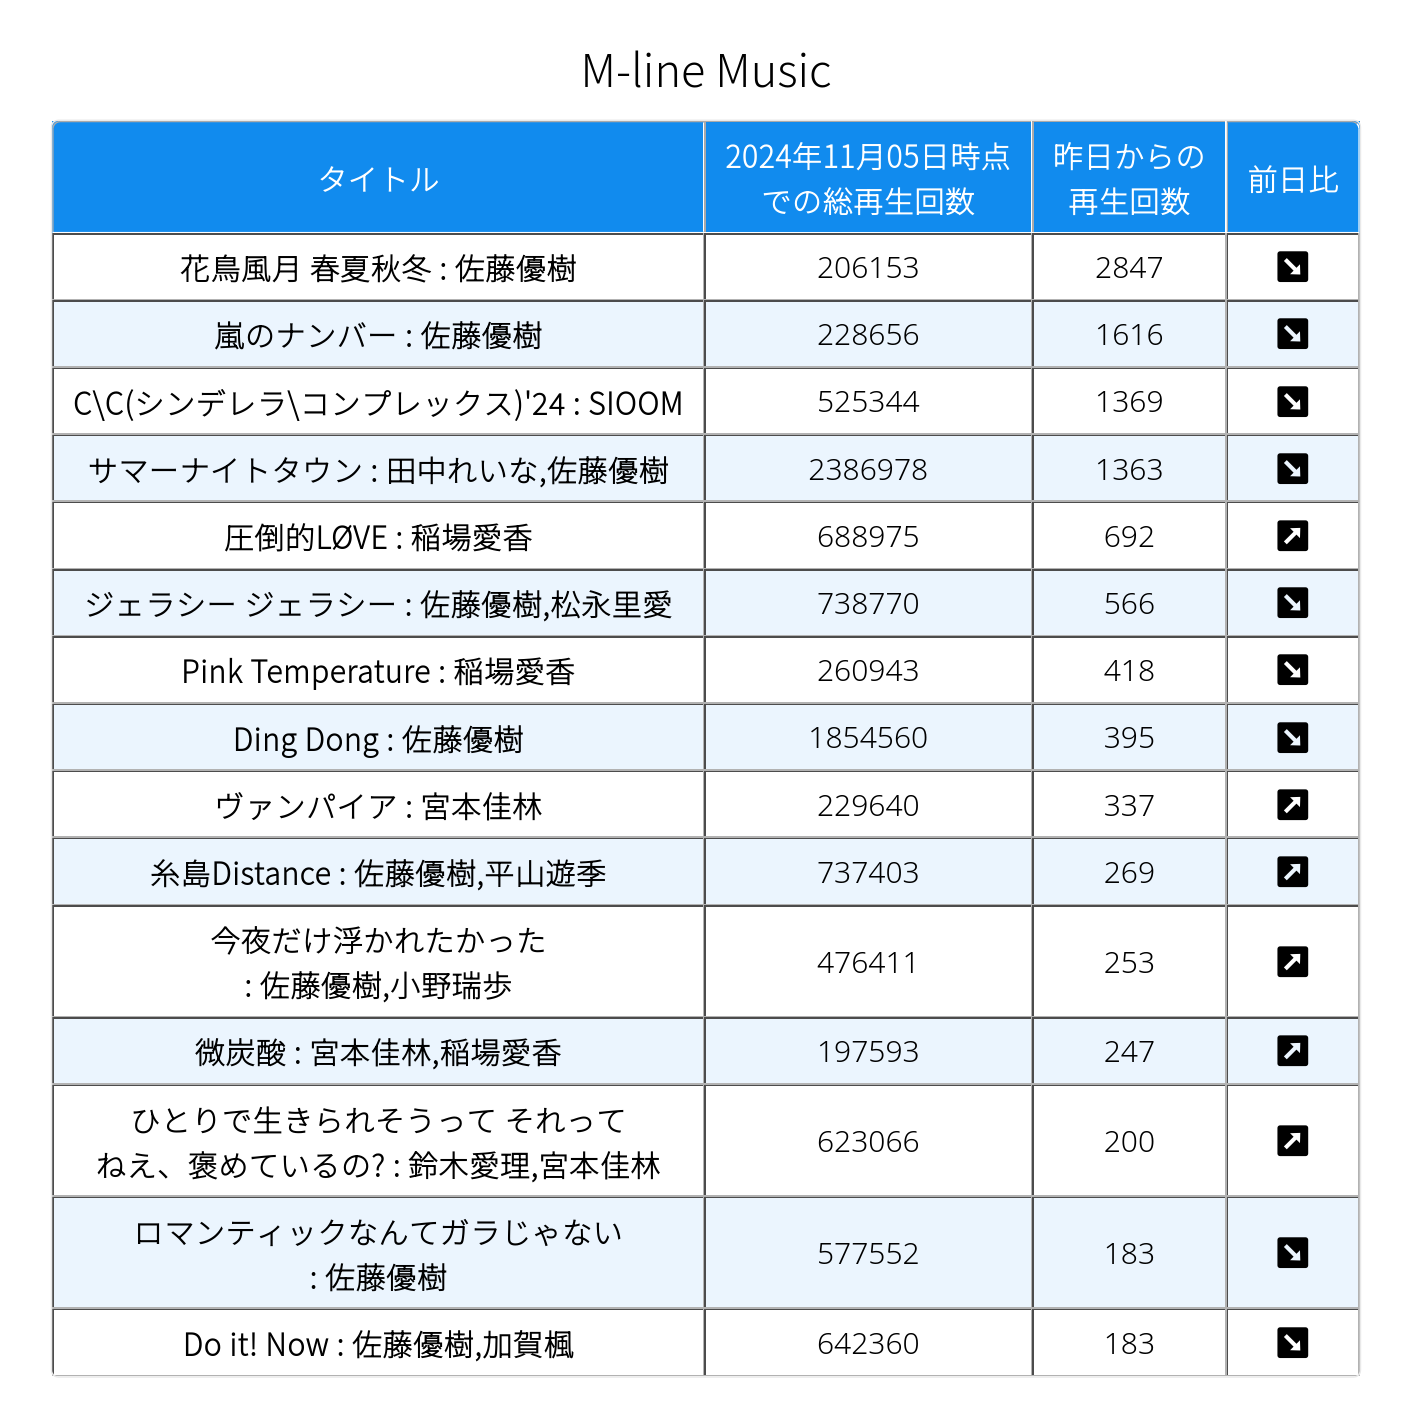 M-line Music
タイトル
2024年11月05日時点
での総再生回数
昨日からの
再生回数
前日比
花鳥風月 春夏秋冬 : 佐藤優樹 206153 2847 ↘
嵐のナンバー : 佐藤優樹 228656 1616 ↘
C\C(シンデレラ\コンプレックス)'24 : SIOOM 525344 1369 ↘
サマーナイトタウン : 田中れいな,佐藤優樹 2386978 1363 ↘
圧倒的LØVE : 稲場愛香 688975 692 ↗
ジェラシー ジェラシー : 佐藤優樹,松永里愛 738770 566 ↘
Pink Temperature : 稲場愛香 260943 418 ↘
Ding Dong : 佐藤優樹 1854560 395 ↘
ヴァンパイア : 宮本佳林 229640 337 ↗
糸島Distance : 佐藤優樹,平山遊季 737403 269 ↗
今夜だけ浮かれたかった
: 佐藤優樹,小野瑞歩 476411 253 ↗
微炭酸 : 宮本佳林,稲場愛香 197593 247 ↗
ひとりで生きられそうって それって
ねえ、褒めているの? : 鈴木愛理,宮本佳林 623066 200 ↗
ロマンティックなんてガラじゃない
: 佐藤優樹 577552 183 ↘
Do it! Now : 佐藤優樹,加賀楓 642360 183 ↘